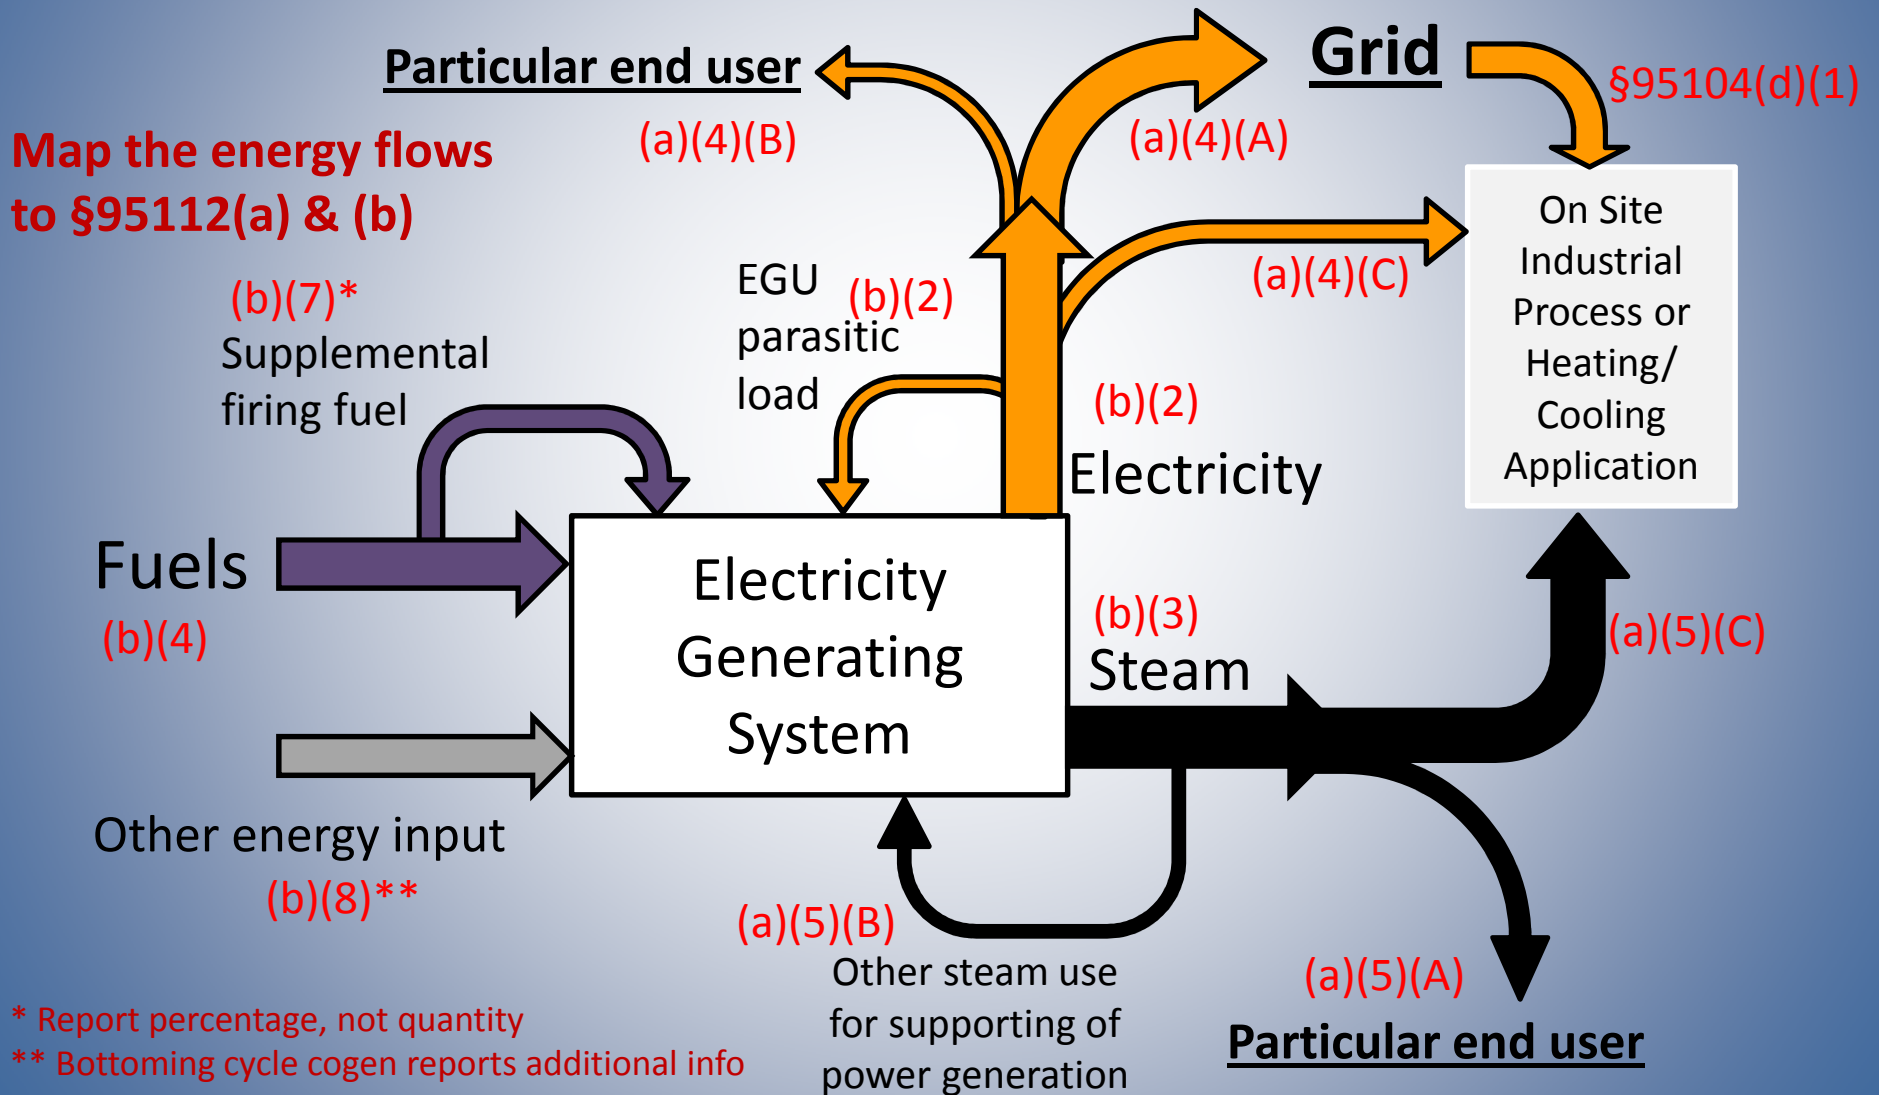 Particular end user
(a)(4)(B)
Grid
§95104(d)(1)
(a)(4)(A)
Map the energy flows
to §95112(a) & (b)
On Site
Industrial
Process or
Heating/
Cooling
Application
(a)(4)(C)
EGU
parasitic
load
(b)(2)
(b)(7)*
Supplemental
firing fuel
(b)(2)
Electricity
Fuels
(b)(4)
Electricity
Generating
System
(b)(3)
Steam
(a)(5)(C)
Other energy input
(b)(8)**
(a)(5)(B)
Other steam use
for supporting of
power generation
(a)(5)(A)
Particular end user
* Report percentage, not quantity
** Bottoming cycle cogen reports additional info